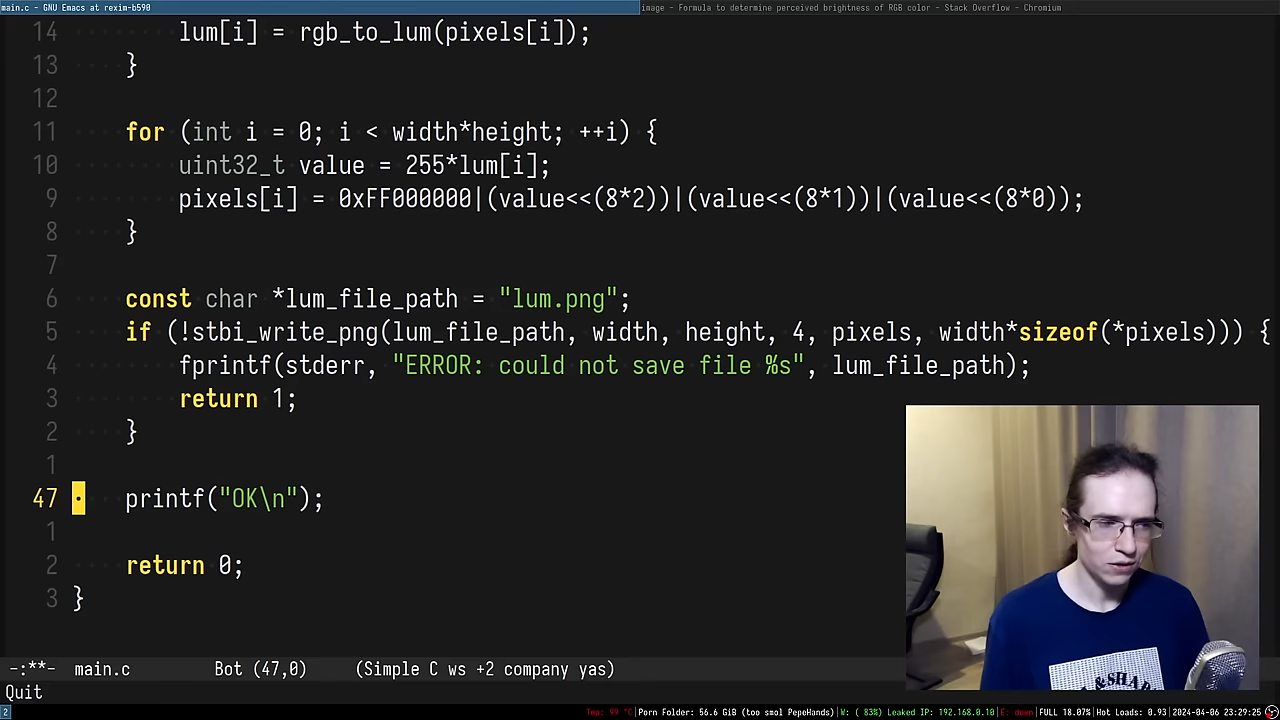 main.c - GNU Emacs at rexim-b590
image - Formula to determine perceived brightness of RGB color - Stack Overflow - Chromium
14 lum[i] = rgb_to_lum(pixels[i]);
13 }
12
11 for (int i = 0; i < width*height; ++i) {
10 uint32_t value = 255*lum[i];
9 pixels[i] = 0xFF000000|(value<<(8*2))|(value<<(8*1))|(value<<(8*0));
8 }
7
6 const char *lum_file_path = "lum.png";
5 if (!stbi_write_png(lum_file_path, width, height, 4, pixels, width*sizeof(*pixels))) {
4 fprintf(stderr, "ERROR: could not save file %s", lum_file_path);
3 return 1;
2 }
1
47 printf("OK\n");
1
2 return 0;
3 }
-:**- main.c Bot (47,0) (Simple C ws +2 company yas)
Quit
2 Tea: 99 °C|Porn Folder: 56.6 GiB (too smol PepeHands)|W: ( 83%) Leaked IP: 192.168.0.10|E: down|FULL 18.07%|Hot Loads: 0.93|2024-04-06 23:29:25
& SHA